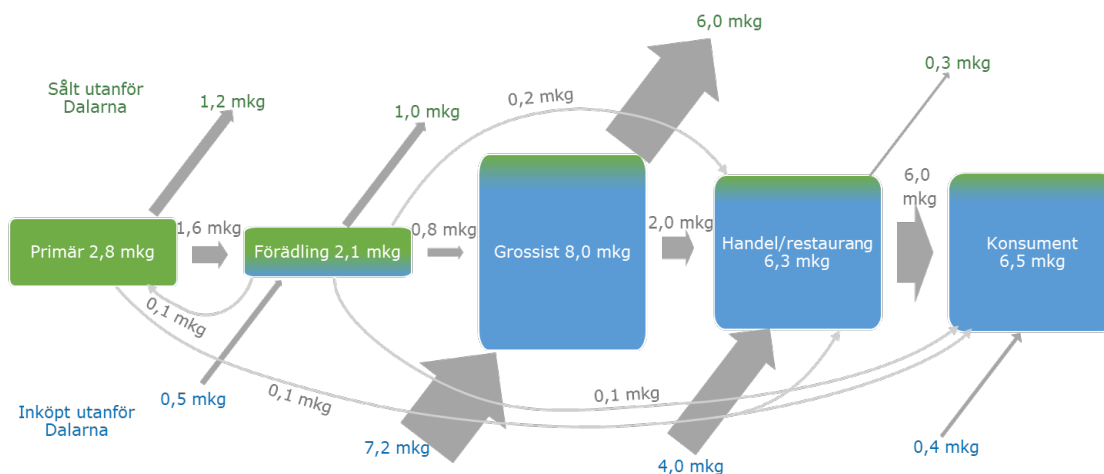 6,0 mkg
0,3 mkg
Sålt utanför
Dalarna
1,2 mkg
1,0 mkg
0,2 mkg
6,0
mkg
1,6 mkg
0,8 mkg
2,0 mkg
Primär 2,8 mkg
Förädling 2,1 mkg
Grossist 8,0 mkg
Handel/restaurang
6,3 mkg
Konsument
6,5 mkg
0,1 mkg
0,1 mkg
0,1 mkg
Inköpt utanför
Dalarna
0,5 mkg
7,2 mkg
4,0 mkg
0,4 mkg